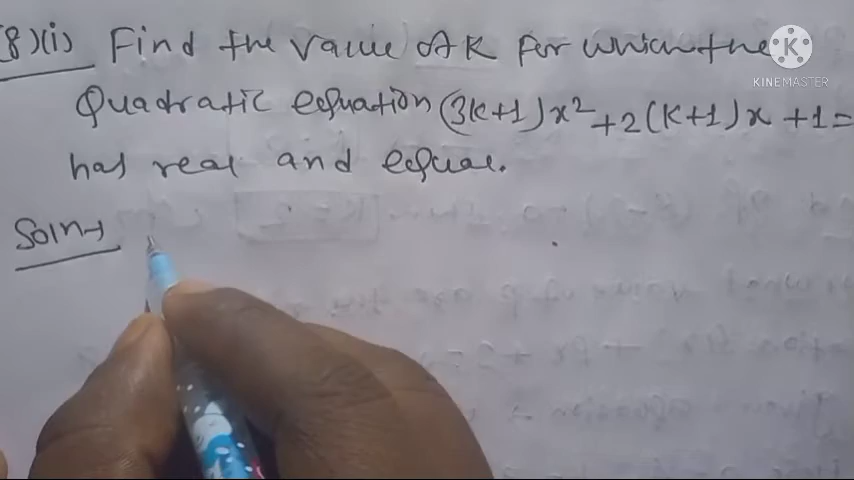 (8)(i) Find the value of K for which the
Quadratic equation (3k+1)x²+2(k+1)x+1=
has real and equal.
Soln→
K
KINEMASTER